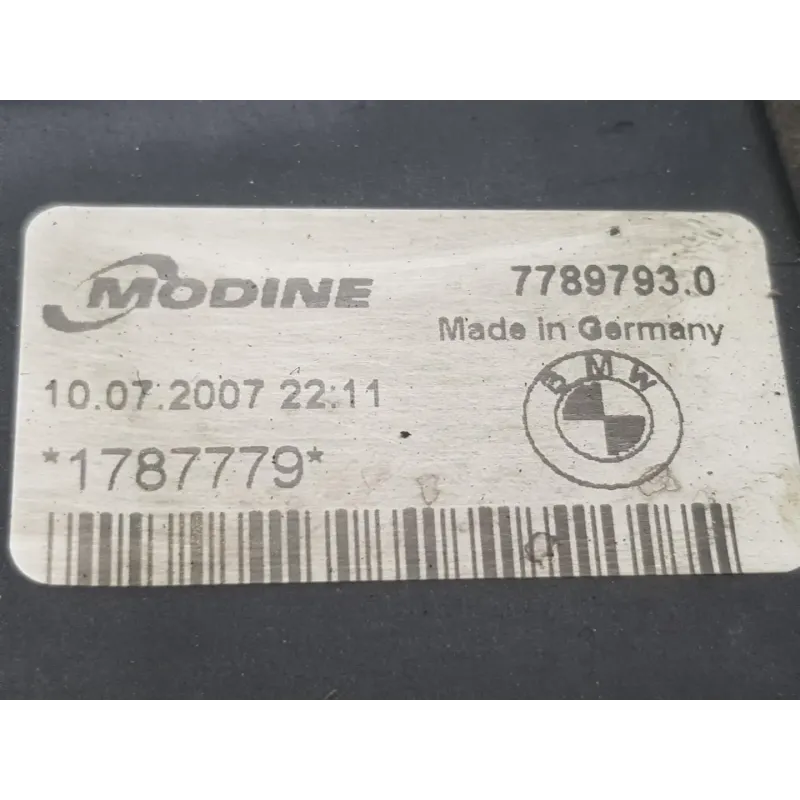 MODINE
7789793.0
Made in Germany
10.07.2007 22:11
BMW
*1787779*